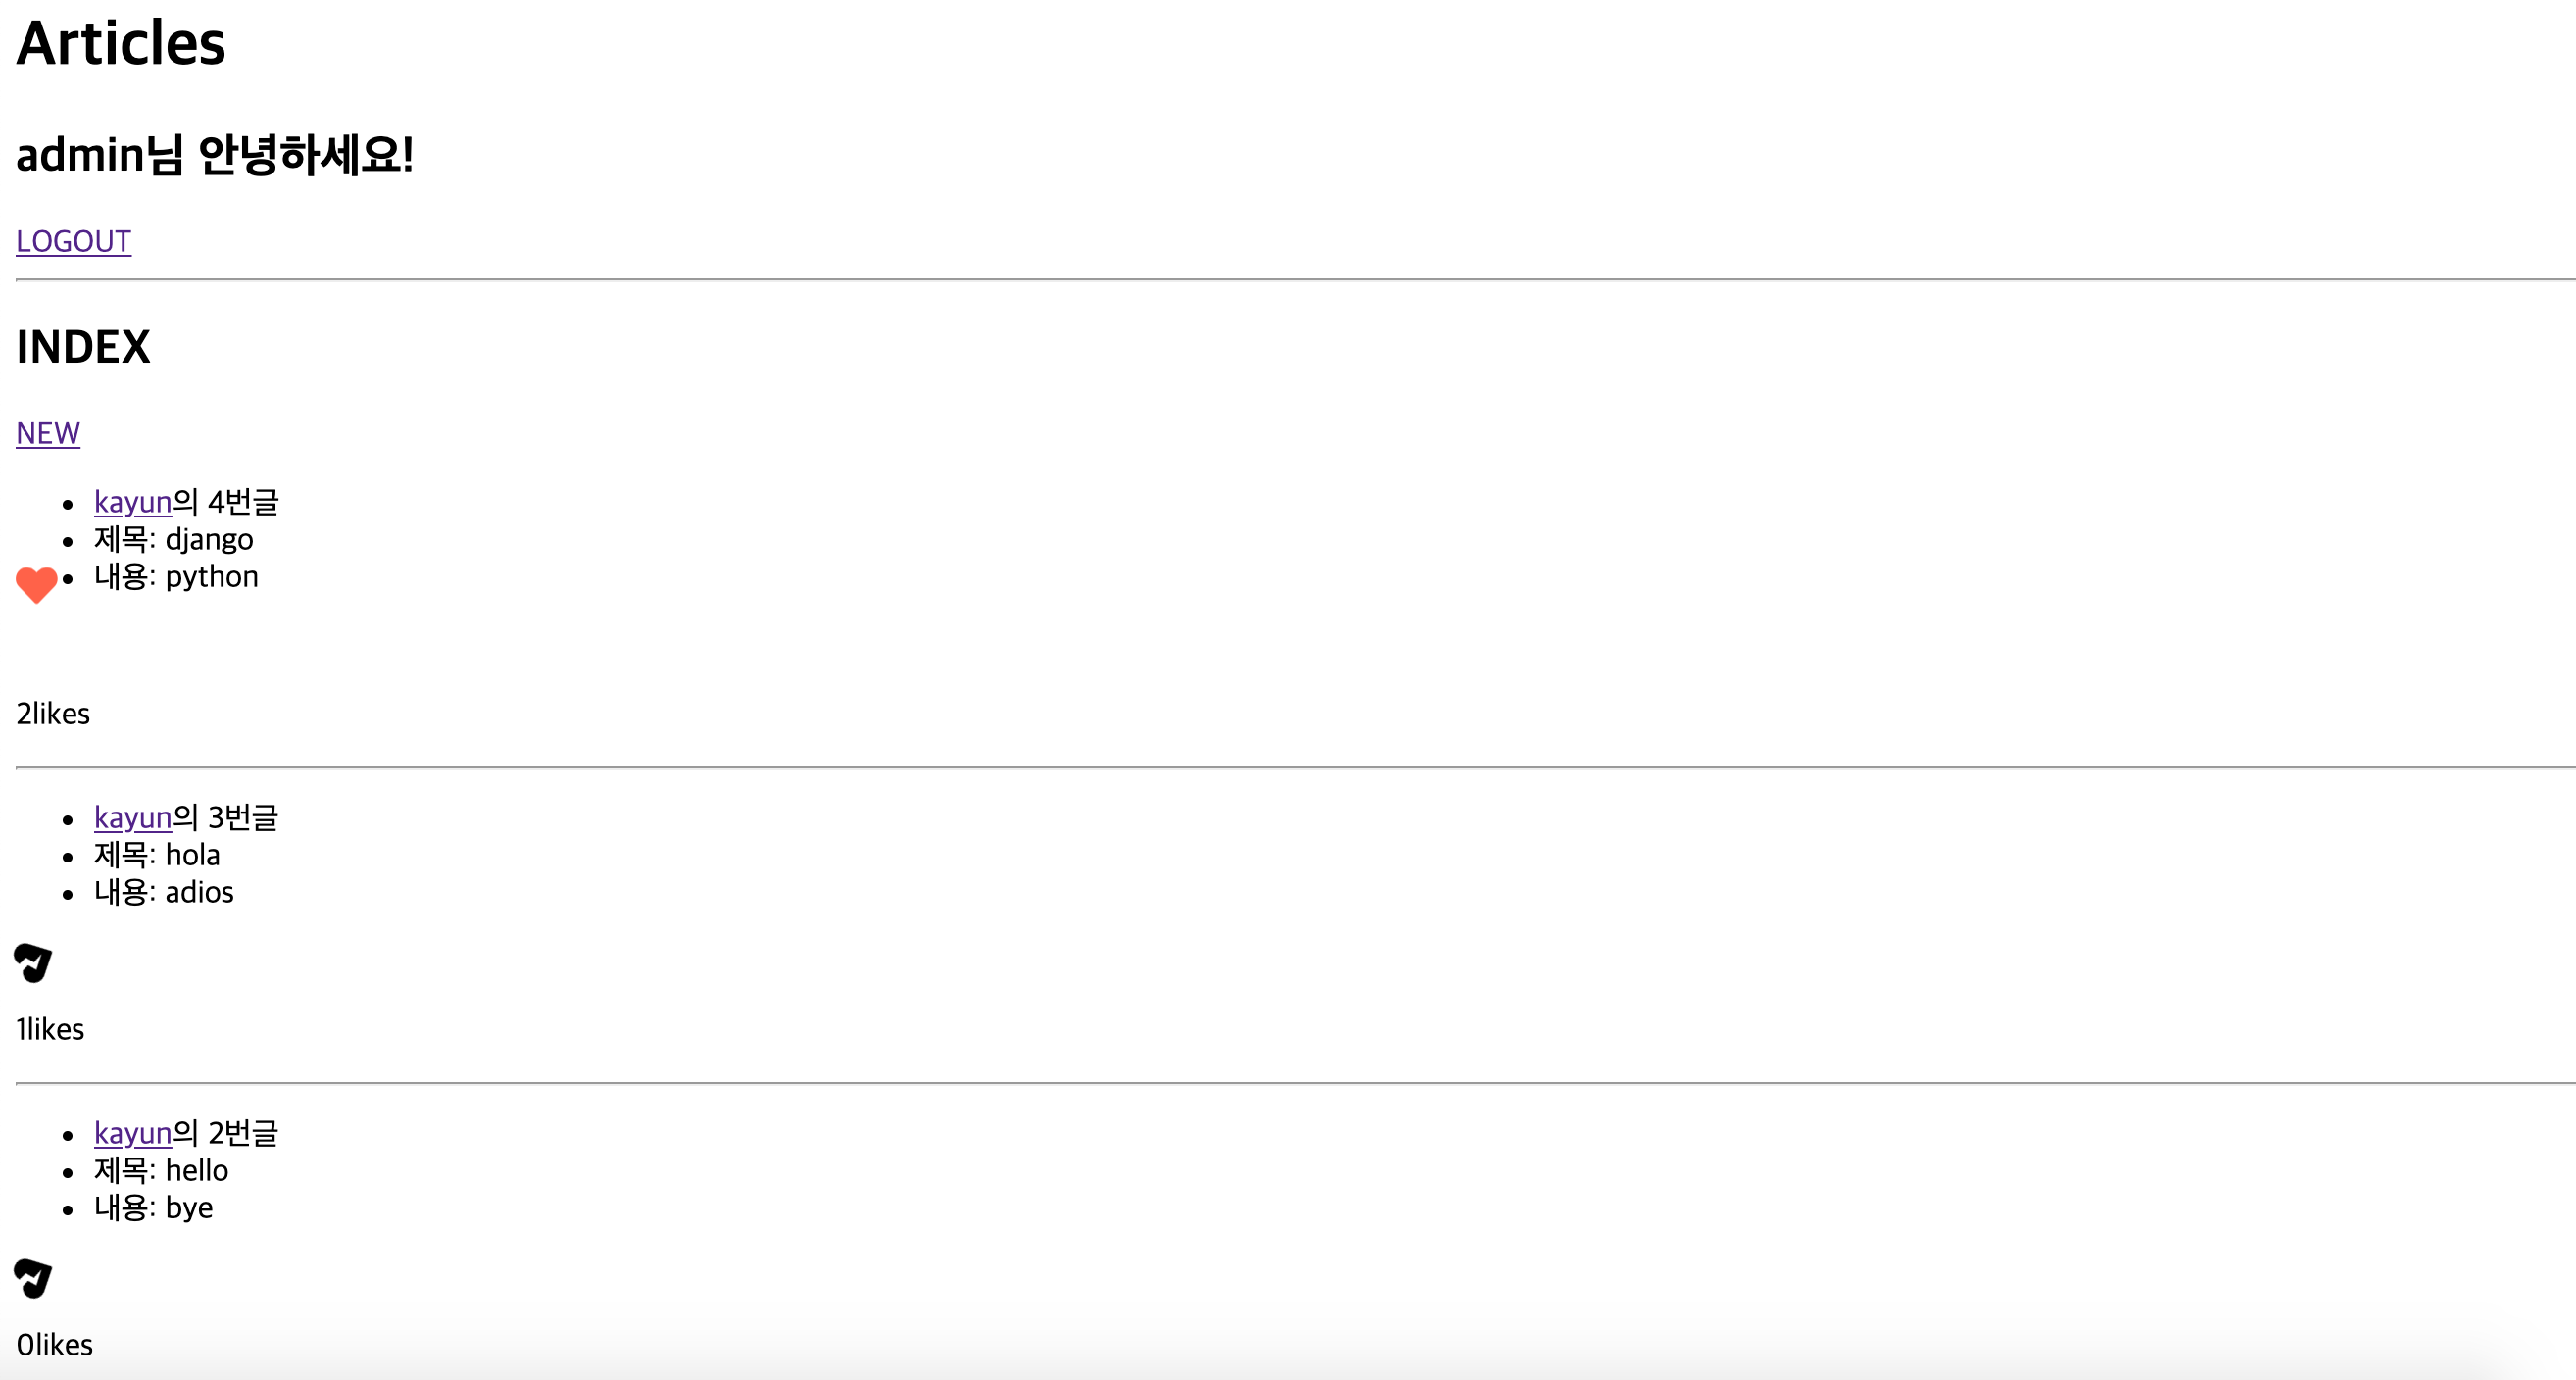 Articles
admin님 안녕하세요!
LOGOUT
INDEX
NEW
kayun의 4번글
제목: django
내용: python
2likes
kayun의 3번글
제목: hola
내용: adios
1likes
kayun의 2번글
제목: hello
내용: bye
0likes